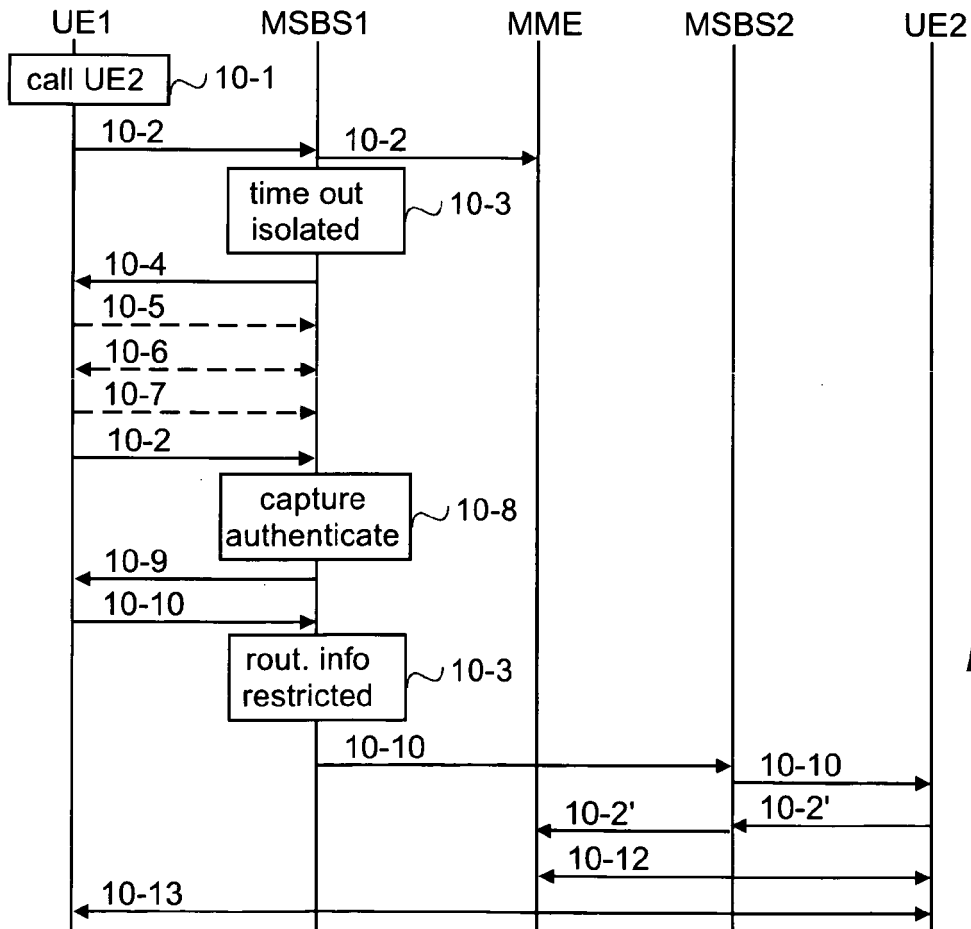 UE1 MSBS1 MME MSBS2 UE2
call UE2 10-1
10-2 10-2
time out
isolated 10-3
10-4
10-5
10-6
10-7
10-2
capture
authenticate 10-8
10-9
10-10
rout. info
restricted 10-3
10-10 10-10
10-2' 10-2'
10-12
10-13